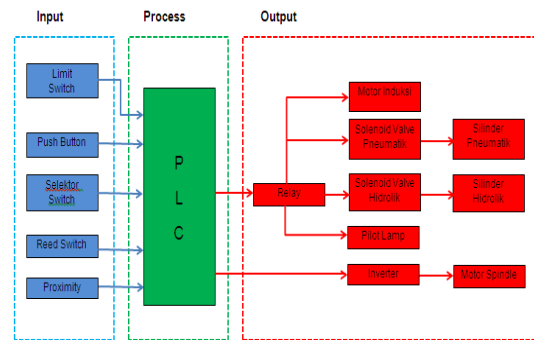 Input
Process
Output
Limit
Switch
Push Button
Selektor
Switch
Reed Switch
Proximity
P
L
C
Relay
Motor Induksi
Solenoid Valve
Pneumatik
Silinder
Pneumatik
Solenoid Valve
Hidrolik
Silinder
Hidrolik
Pilot Lamp
Inverter
Motor Spindle